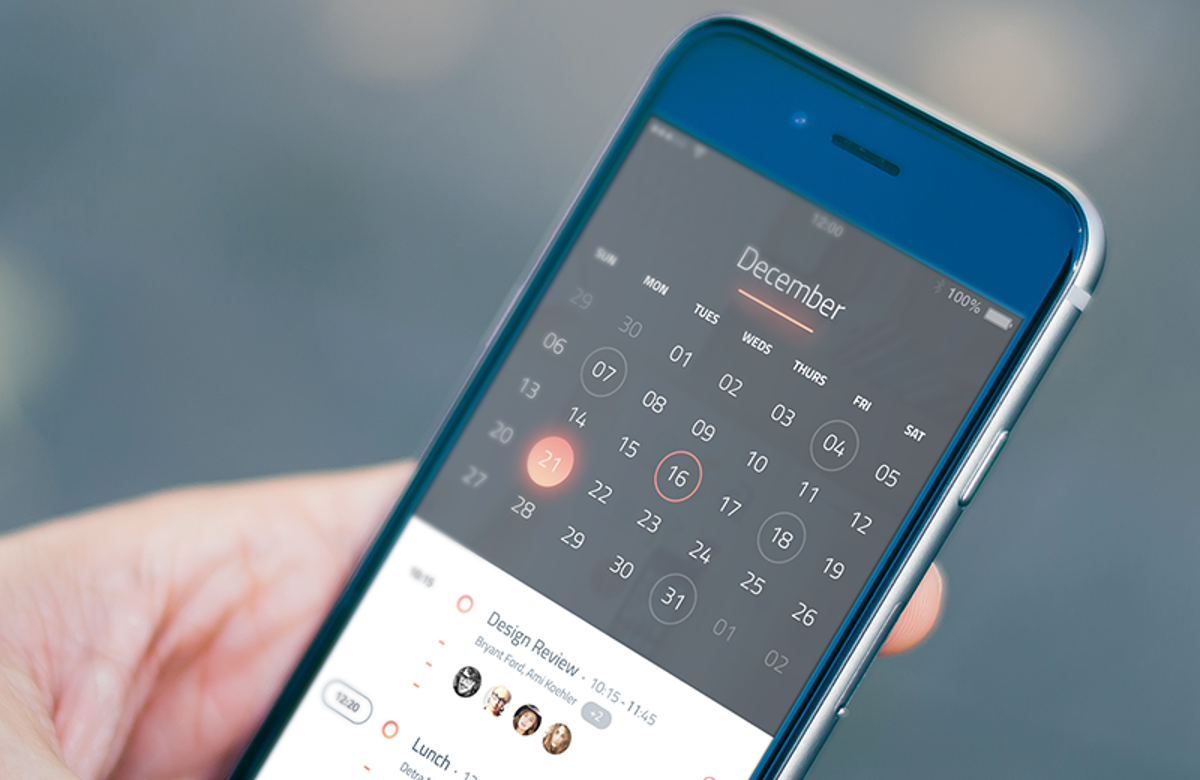 12:00
100%
December
SUN MON TUES WEDS THURS FRI SAT
29 30 01 02 03 04 05
06 07 08 09 10 11 12
13 14 15 16 17 18 19
20 21 22 23 24 25 26
27 28 29 30 31 01 02
10:15
Design Review · 10:15 - 11:45
Bryant Ford, Ami Koehler
+2
12:20
Lunch ·